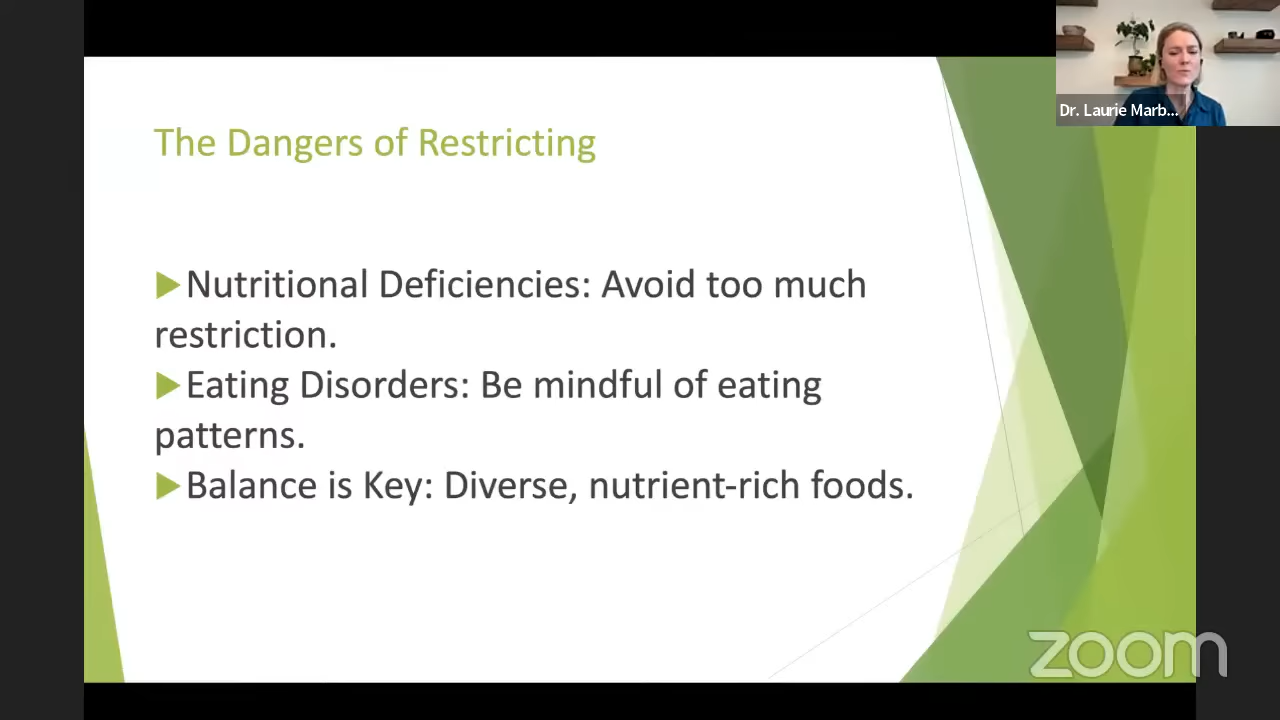 Dr. Laurie Marb...
The Dangers of Restricting
Nutritional Deficiencies: Avoid too much
restriction.
Eating Disorders: Be mindful of eating
patterns.
Balance is Key: Diverse, nutrient-rich foods.
zoom